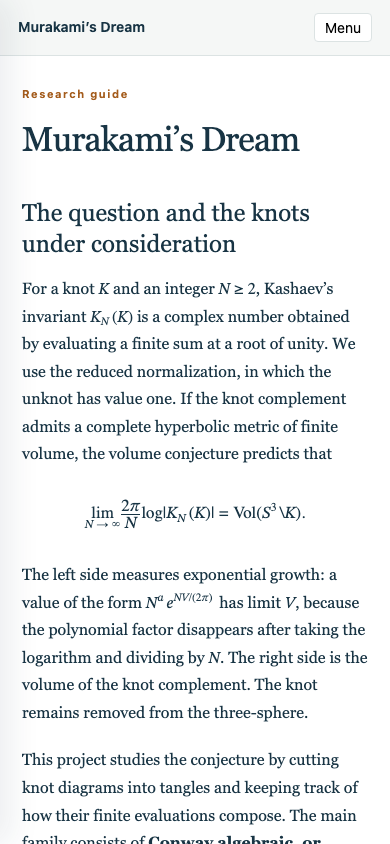 Murakami’s Dream
Menu
Research guide
Murakami’s Dream
The question and the knots
under consideration
For a knot K and an integer N ≥ 2, Kashaev’s
invariant K_N (K) is a complex number obtained
by evaluating a finite sum at a root of unity. We
use the reduced normalization, in which the
unknot has value one. If the knot complement
admits a complete hyperbolic metric of finite
volume, the volume conjecture predicts that
lim_{N→∞} 2π/N log|K_N (K)| = Vol(S³ \K).
The left side measures exponential growth: a
value of the form N^a e^{NV/(2π)} has limit V, because
the polynomial factor disappears after taking the
logarithm and dividing by N. The right side is the
volume of the knot complement. The knot
remains removed from the three-sphere.
This project studies the conjecture by cutting
knot diagrams into tangles and keeping track of
how their finite evaluations compose. The main
family consists of Conway algebraic, or